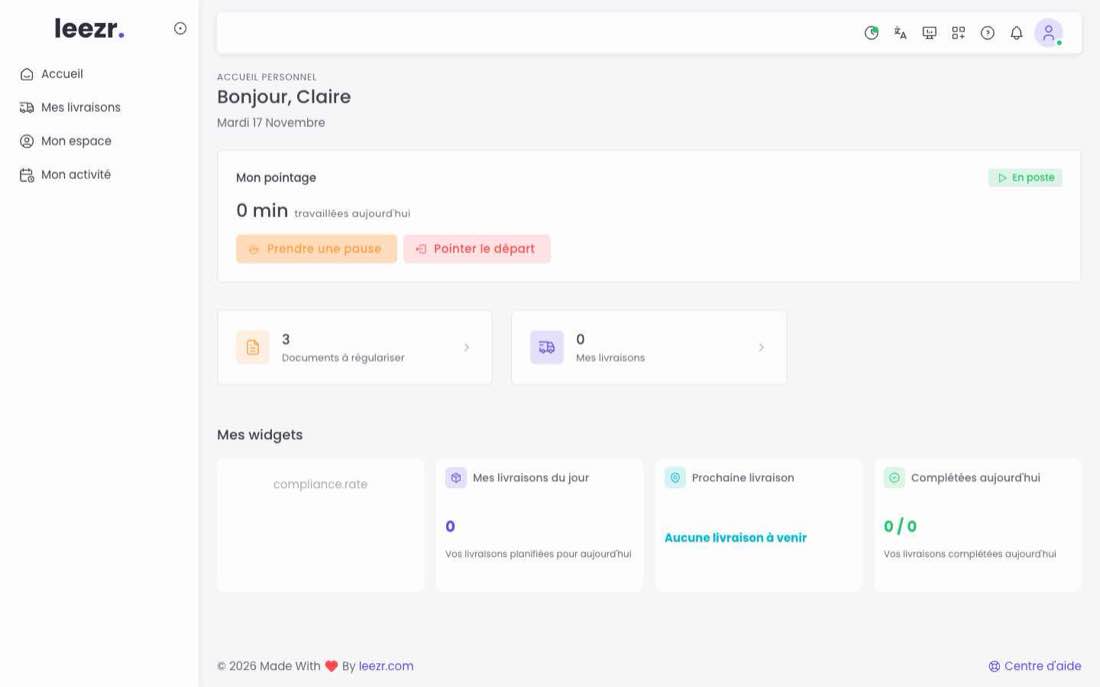 leezr.
Accueil
Mes livraisons
Mon espace
Mon activité
ACCUEIL PERSONNEL
Bonjour, Claire
Mardi 17 Novembre
Mon pointage
En poste
0 min travaillées aujourd'hui
Prendre une pause
Pointer le départ
3
Documents à régulariser
0
Mes livraisons
Mes widgets
compliance.rate
Mes livraisons du jour
0
Vos livraisons planifiées pour aujourd'hui
Prochaine livraison
Aucune livraison à venir
Complétées aujourd'hui
0 / 0
Vos livraisons complétées aujourd'hui
© 2026 Made With ❤️ By leezr.com
Centre d'aide